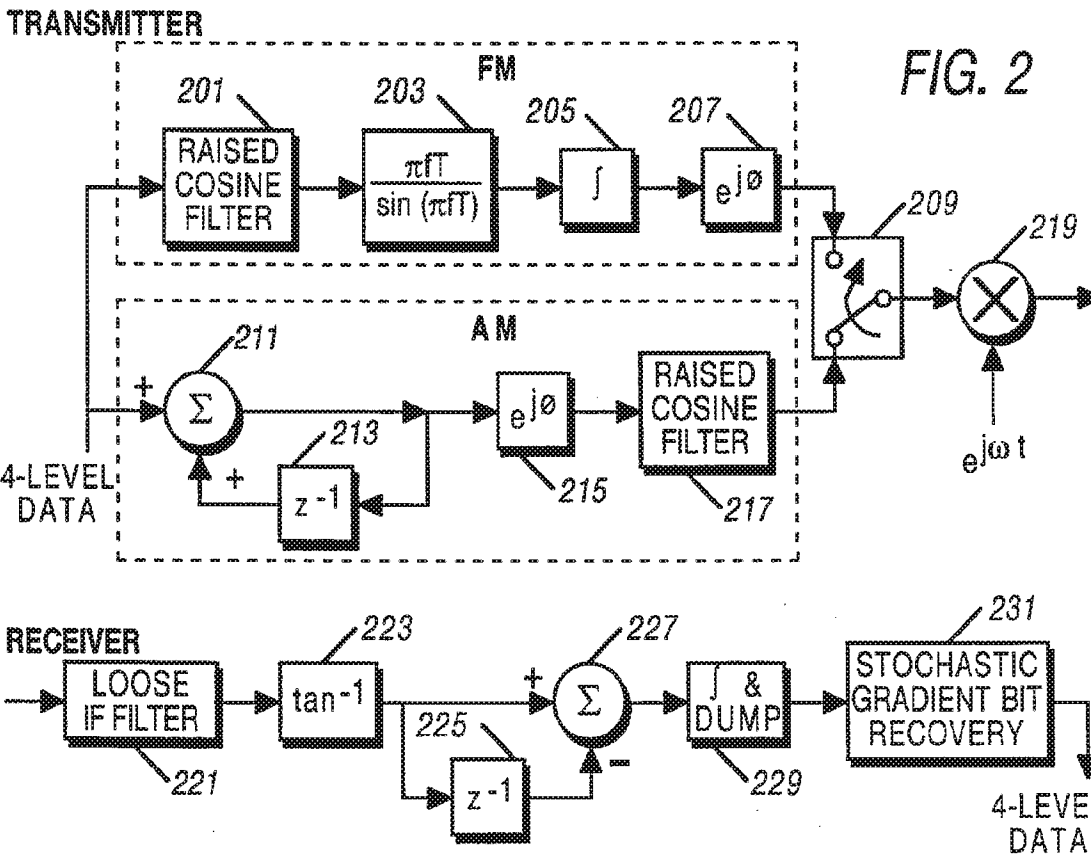 TRANSMITTER
FM
FIG. 2
201
203
205
207
RAISED
COSINE
FILTER
πfT
sin (πfT)
∫
e^jø
209
219
AM
211
+
Σ
213
+
z⁻¹
e^jø
215
RAISED
COSINE
FILTER
217
4-LEVEL
DATA
e^jω t
RECEIVER
LOOSE
IF FILTER
221
223
tan⁻¹
225
z⁻¹
227
+
Σ
−
∫ &
DUMP
229
231
STOCHASTIC
GRADIENT BIT
RECOVERY
4-LEVE
DATA